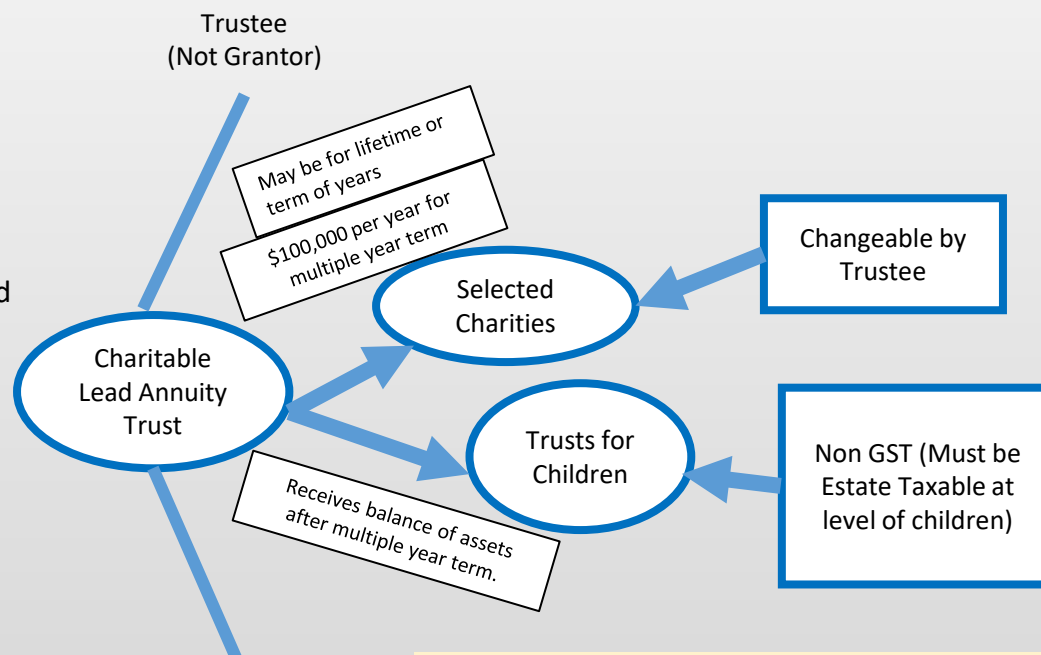 Trustee
(Not Grantor)
May be for lifetime or
term of years
$100,000 per year for
multiple year term
Changeable by
Trustee
Selected
Charities
d
Charitable
Lead Annuity
Trust
Trusts for
Children
Non GST (Must be
Estate Taxable at
level of children)
Receives balance of assets
after multiple year term.